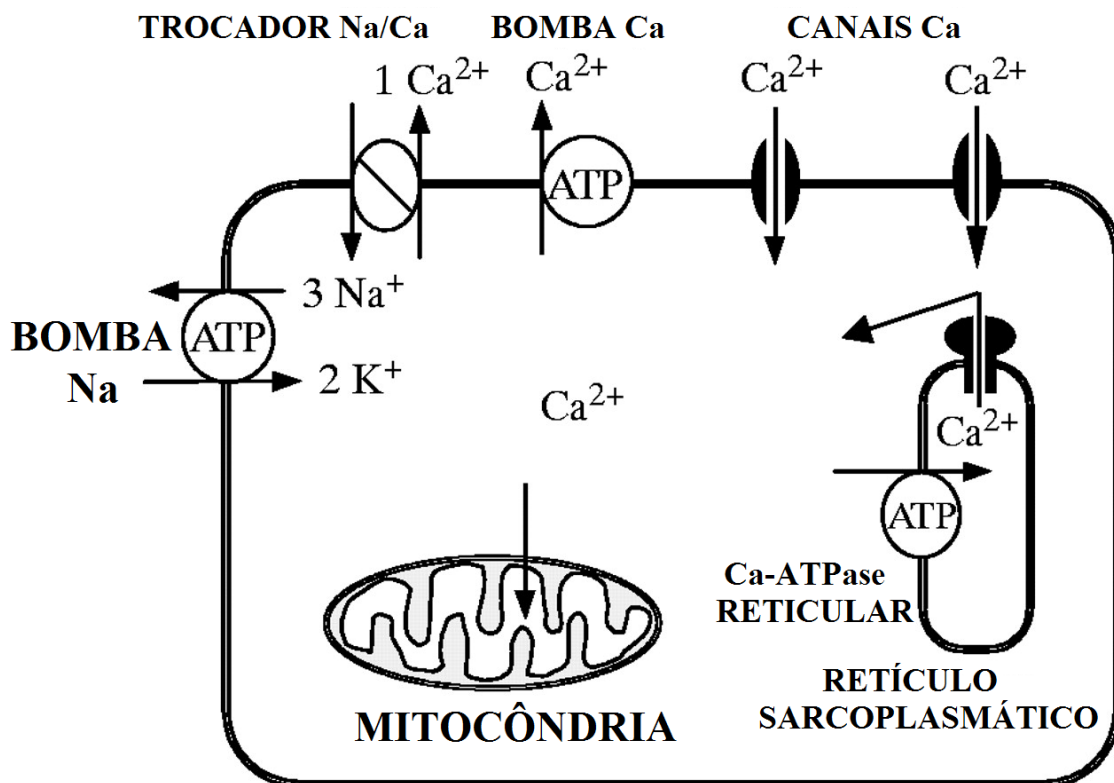 TROCADOR Na/Ca
BOMBA Ca
CANAIS Ca
1 Ca²⁺
Ca²⁺
Ca²⁺
Ca²⁺
ATP
3 Na⁺
BOMBA
Na
ATP
2 K⁺
Ca²⁺
Ca²⁺
ATP
Ca-ATPase
RETICULAR
MITOCÔNDRIA
RETÍCULO
SARCOPLASMÁTICO